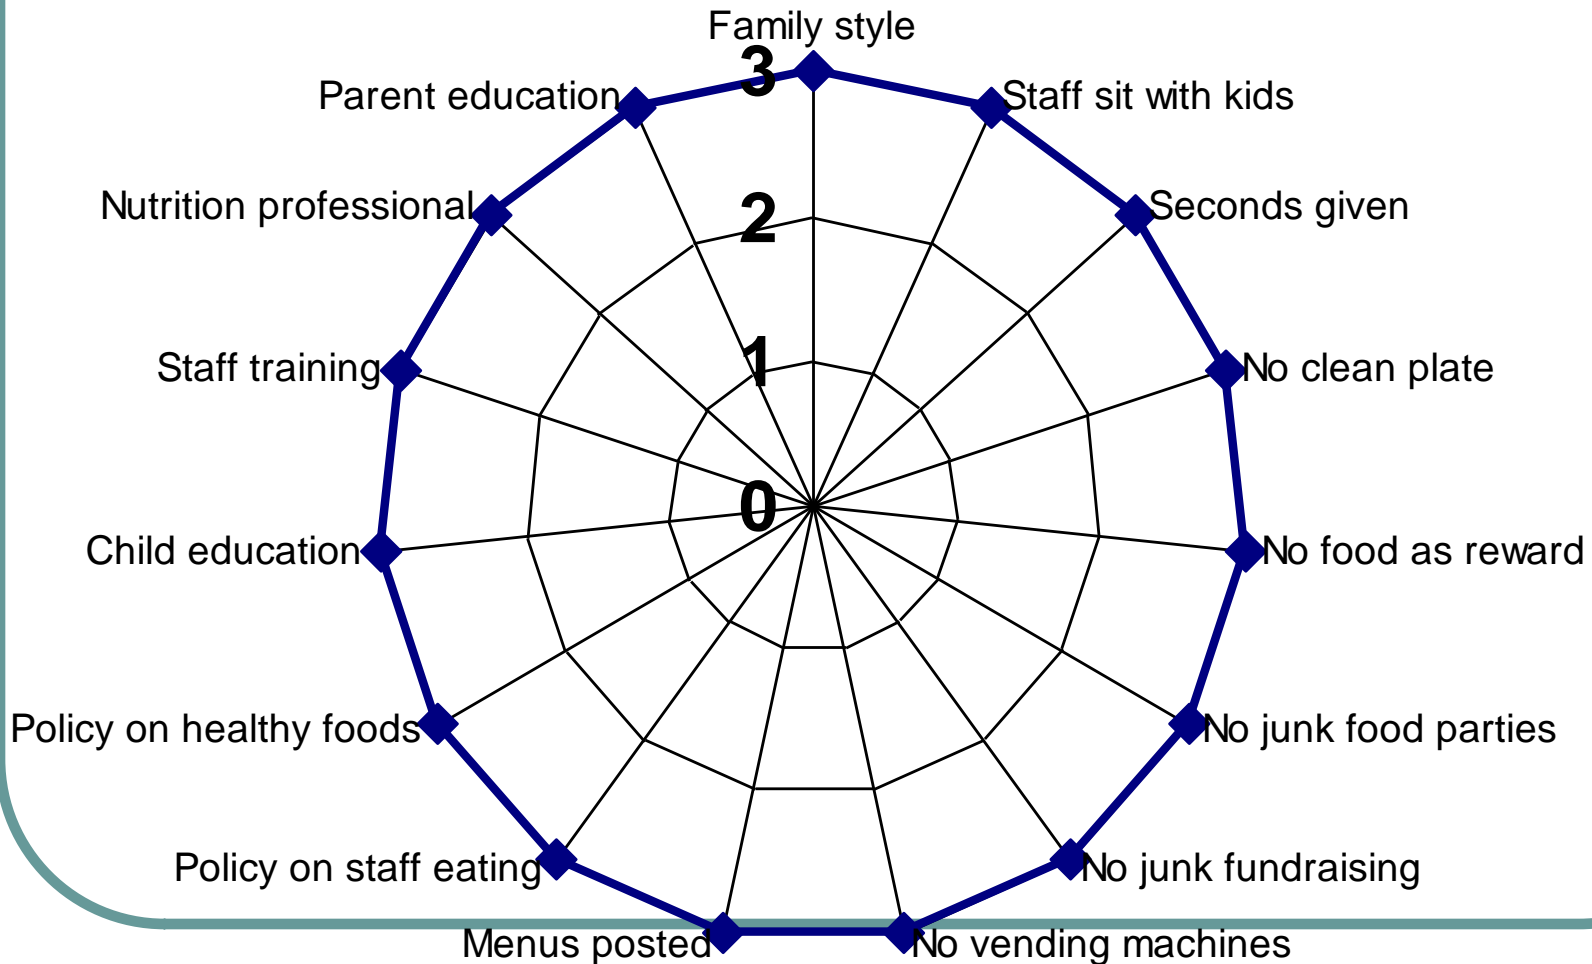 Family style
3
Parent education
Staff sit with kids
Nutrition professional
Seconds given
2
Staff training
1
No clean plate
0
Child education
No food as reward
Policy on healthy foods
No junk food parties
Policy on staff eating
No junk fundraising
Menus posted
No vending machines